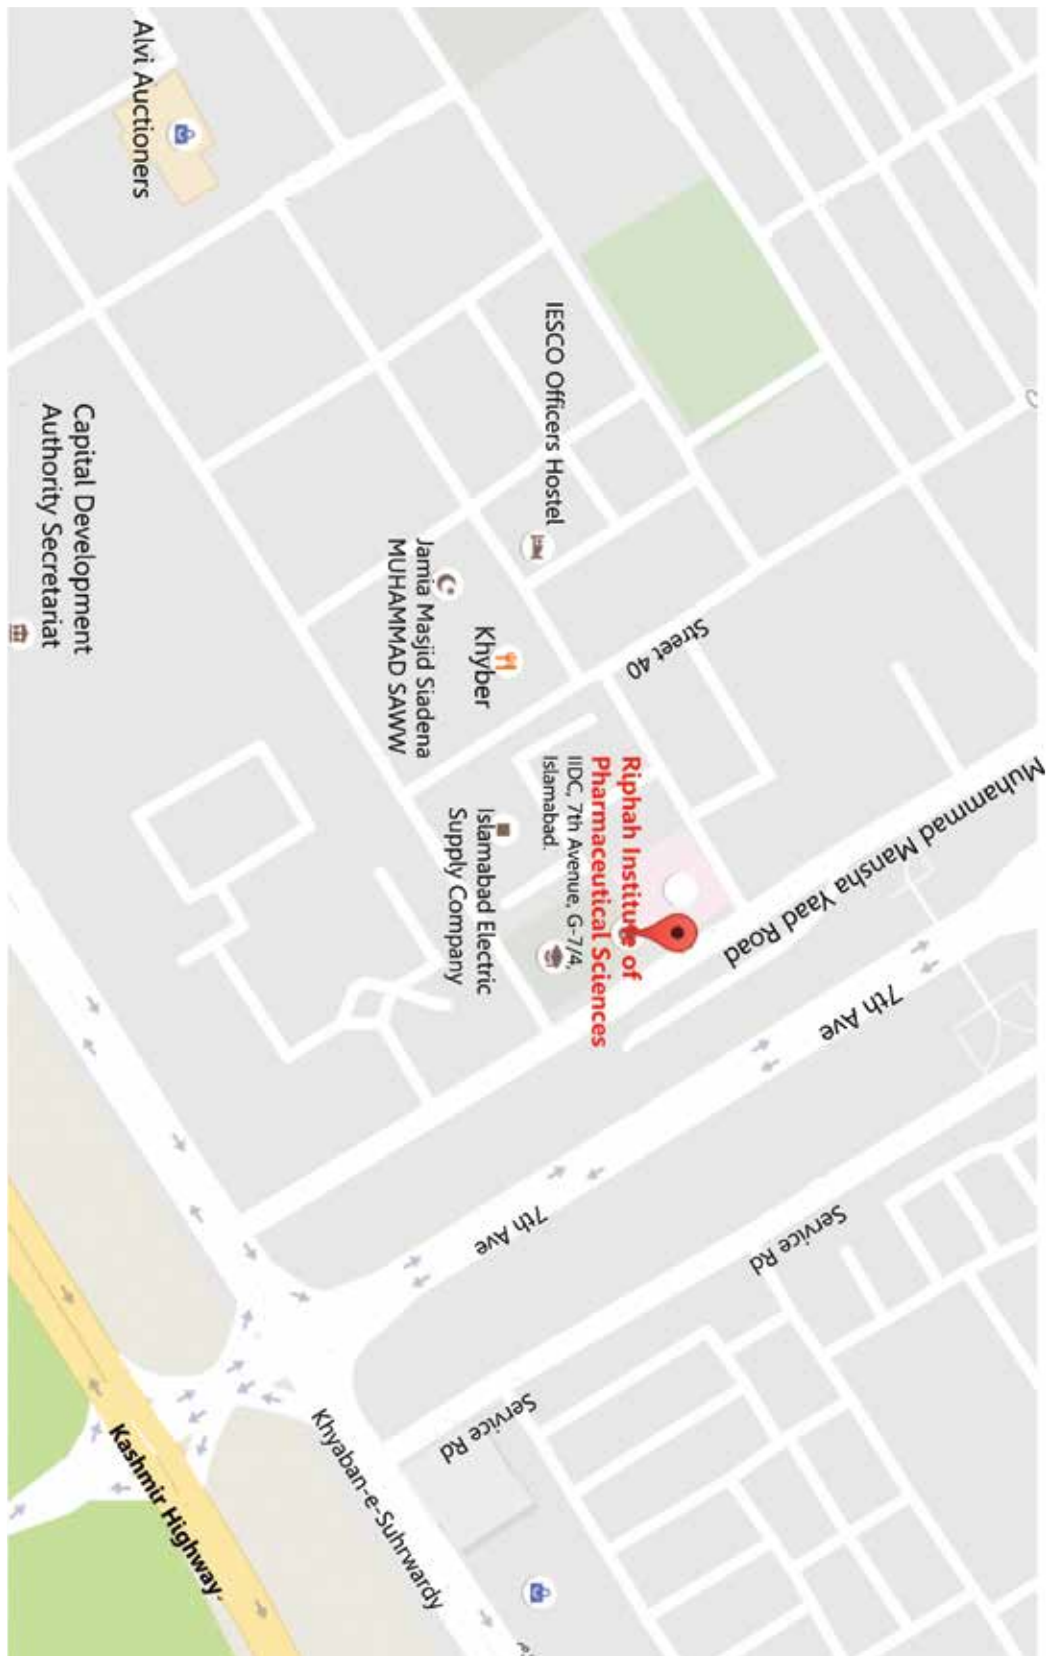 Alvi Auctioners
IESCO Officers Hostel
Capital Development
Authority Secretariat
Jamia Masjid Siadena
MUHAMMAD SAWW
Khyber
Street 40
Riphah Institute of
Pharmaceutical Sciences
IIDC, 7th Avenue, G-7/4,
Islamabad.
Islamabad Electric
Supply Company
Muhammad Mansha Yaad Road
7th Ave
7th Ave
Service Rd
Service Rd
Khyaban-e-Suhrwardy
Kashmir Highway